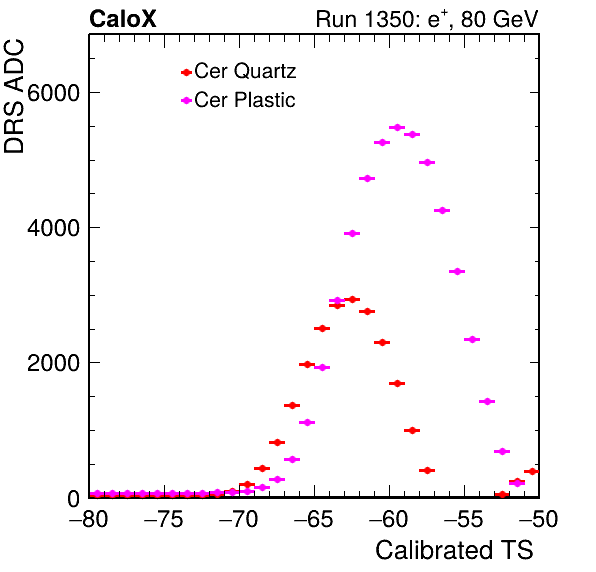 CaloX
Run 1350: e⁺, 80 GeV
DRS ADC
Cer Quartz
Cer Plastic
6000
4000
2000
0
−80 −75 −70 −65 −60 −55 −50
Calibrated TS